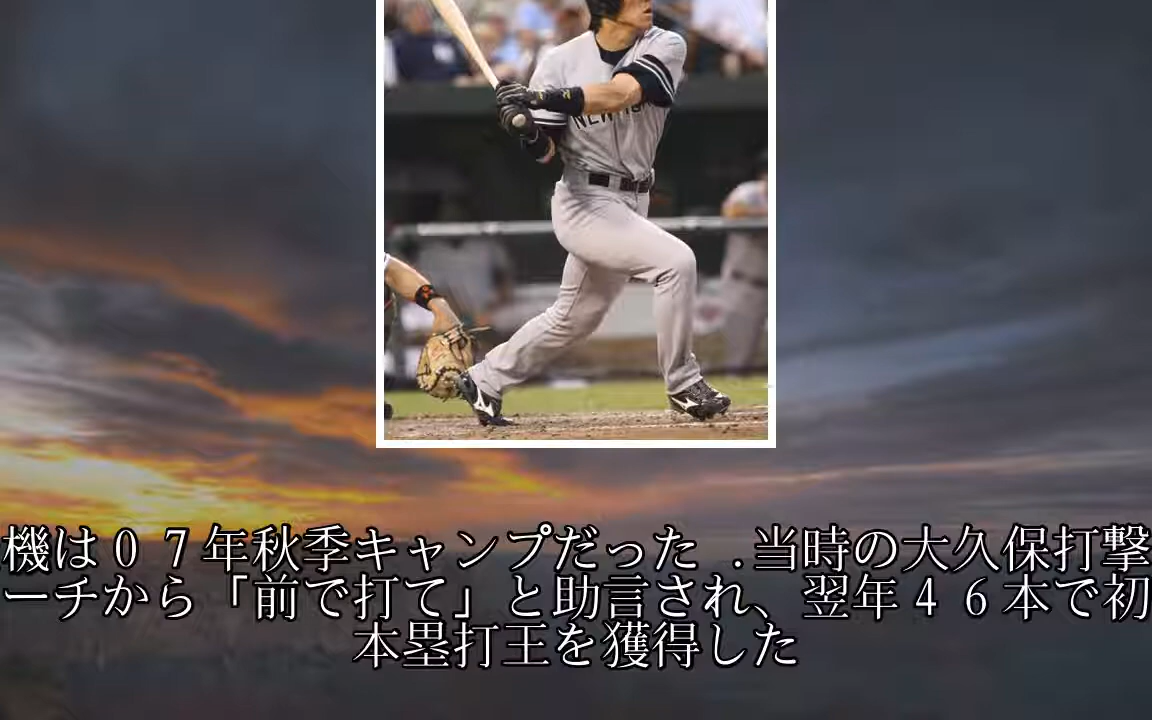 NEW YO
機は０７年秋季キャンプだった .当時の大久保打撃
ーチから「前で打て」と助言され、翌年４６本で初
本塁打王を獲得した